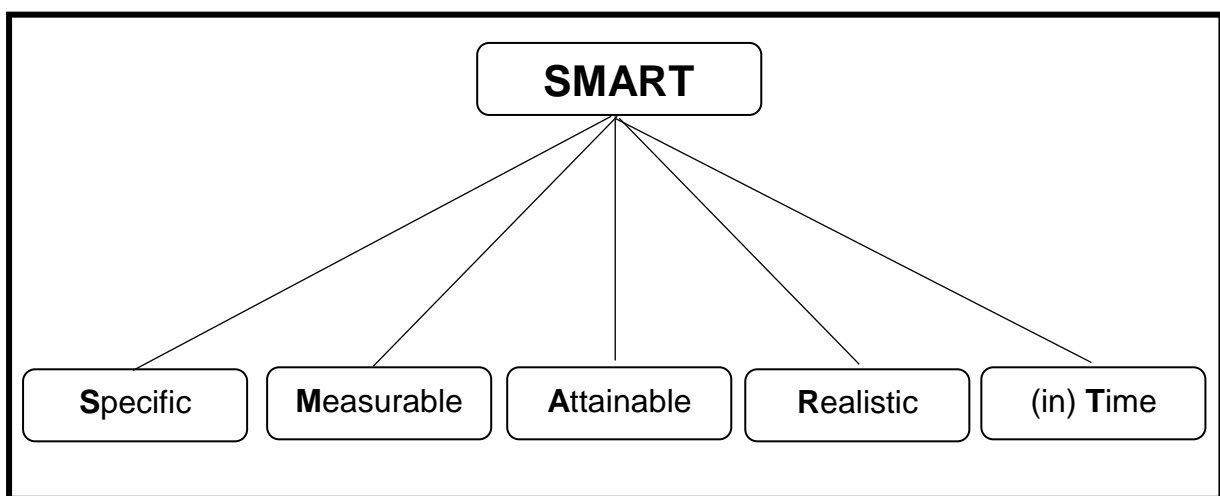 SMART
Specific
Measurable
Attainable
Realistic
(in) Time